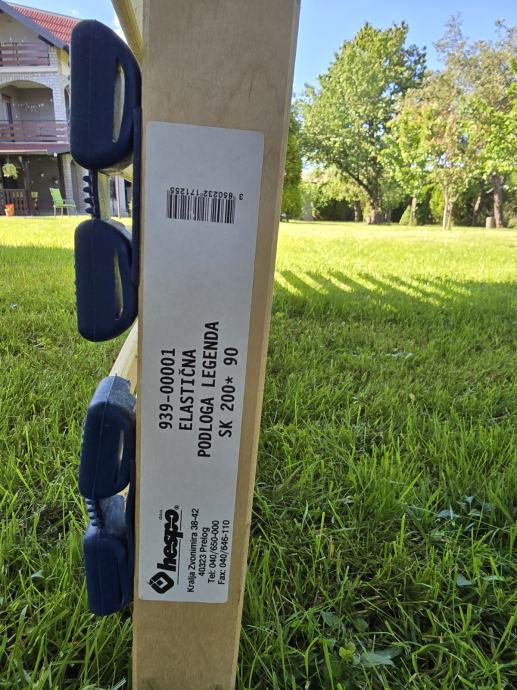 3 850232 171255
939-00001
ELASTIČNA
PODLOGA LEGENDA
SK 200* 90
hespo® d.o.o.
Kralja Zvonimira 38-42
40323 Prelog
Tel: 040/650-000
Fax: 040/646-110